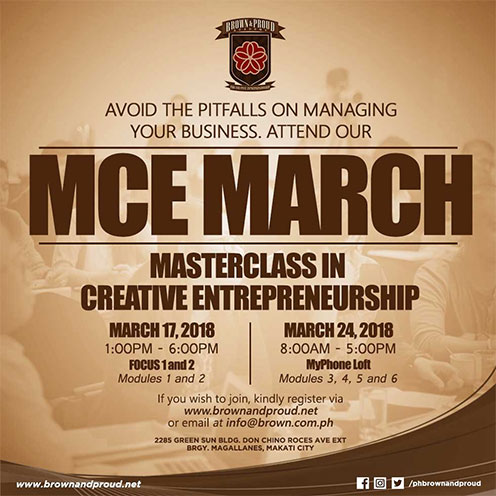 BROWN & PROUD
AVOID THE PITFALLS ON MANAGING
YOUR BUSINESS. ATTEND OUR
MCE MARCH
MASTERCLASS IN
CREATIVE ENTREPRENEURSHIP
MARCH 17, 2018
1:00PM - 6:00PM
FOCUS 1 and 2
Modules 1 and 2
MARCH 24, 2018
8:00AM - 5:00PM
MyPhone Loft
Modules 3, 4, 5 and 6
If you wish to join, kindly register via
www.brownandproud.net
or email at info@brown.com.ph
2285 GREEN SUN BLDG. DON CHINO ROCES AVE EXT
BRGY. MAGALLANES, MAKATI CITY
www.brownandproud.net
/phbrownandproud